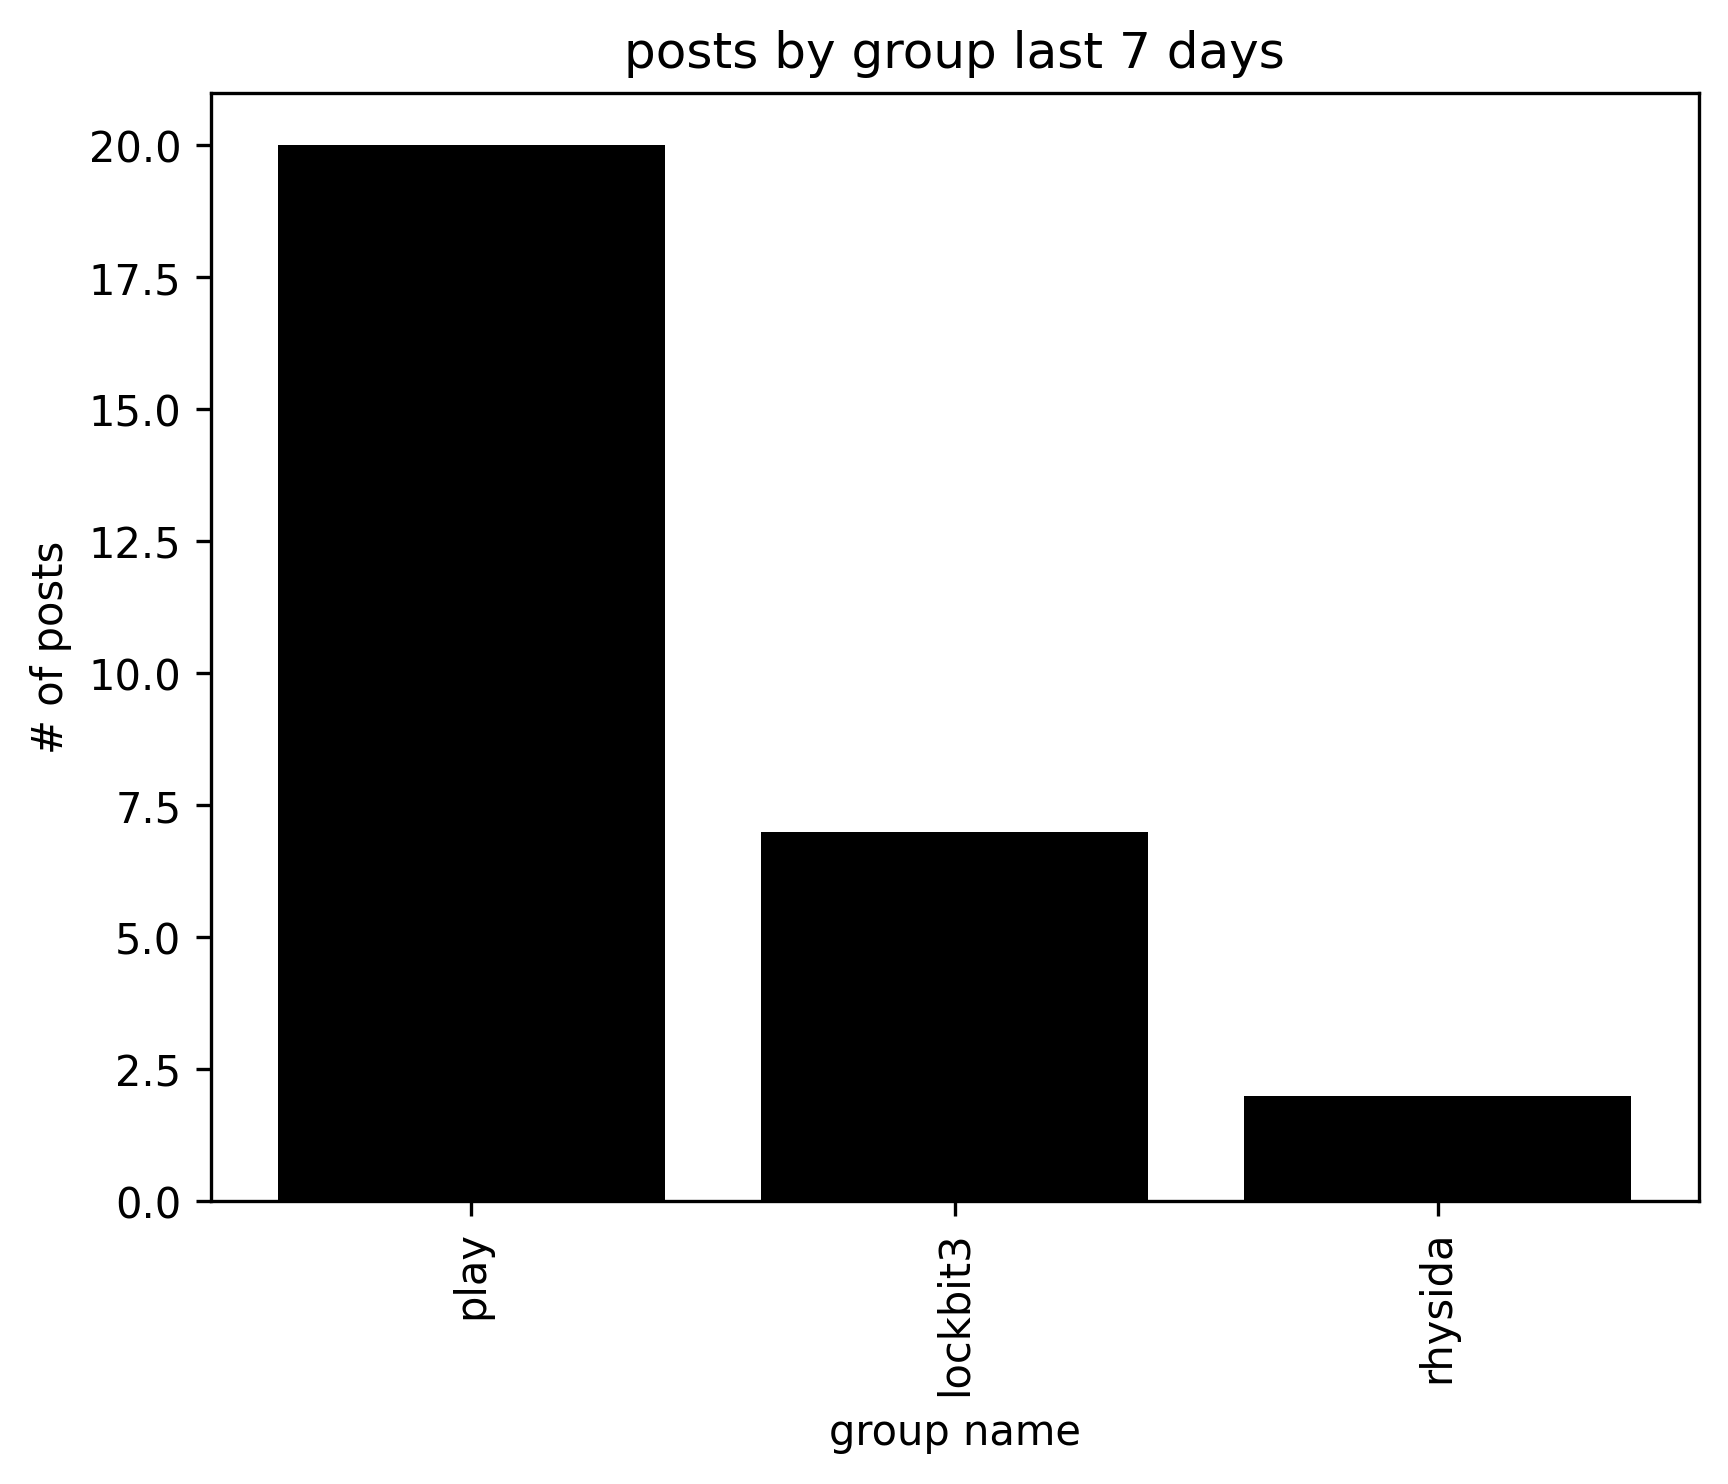 posts by group last 7 days
# of posts
20.0
17.5
15.0
12.5
10.0
7.5
5.0
2.5
0.0
play
lockbit3
rhysida
group name